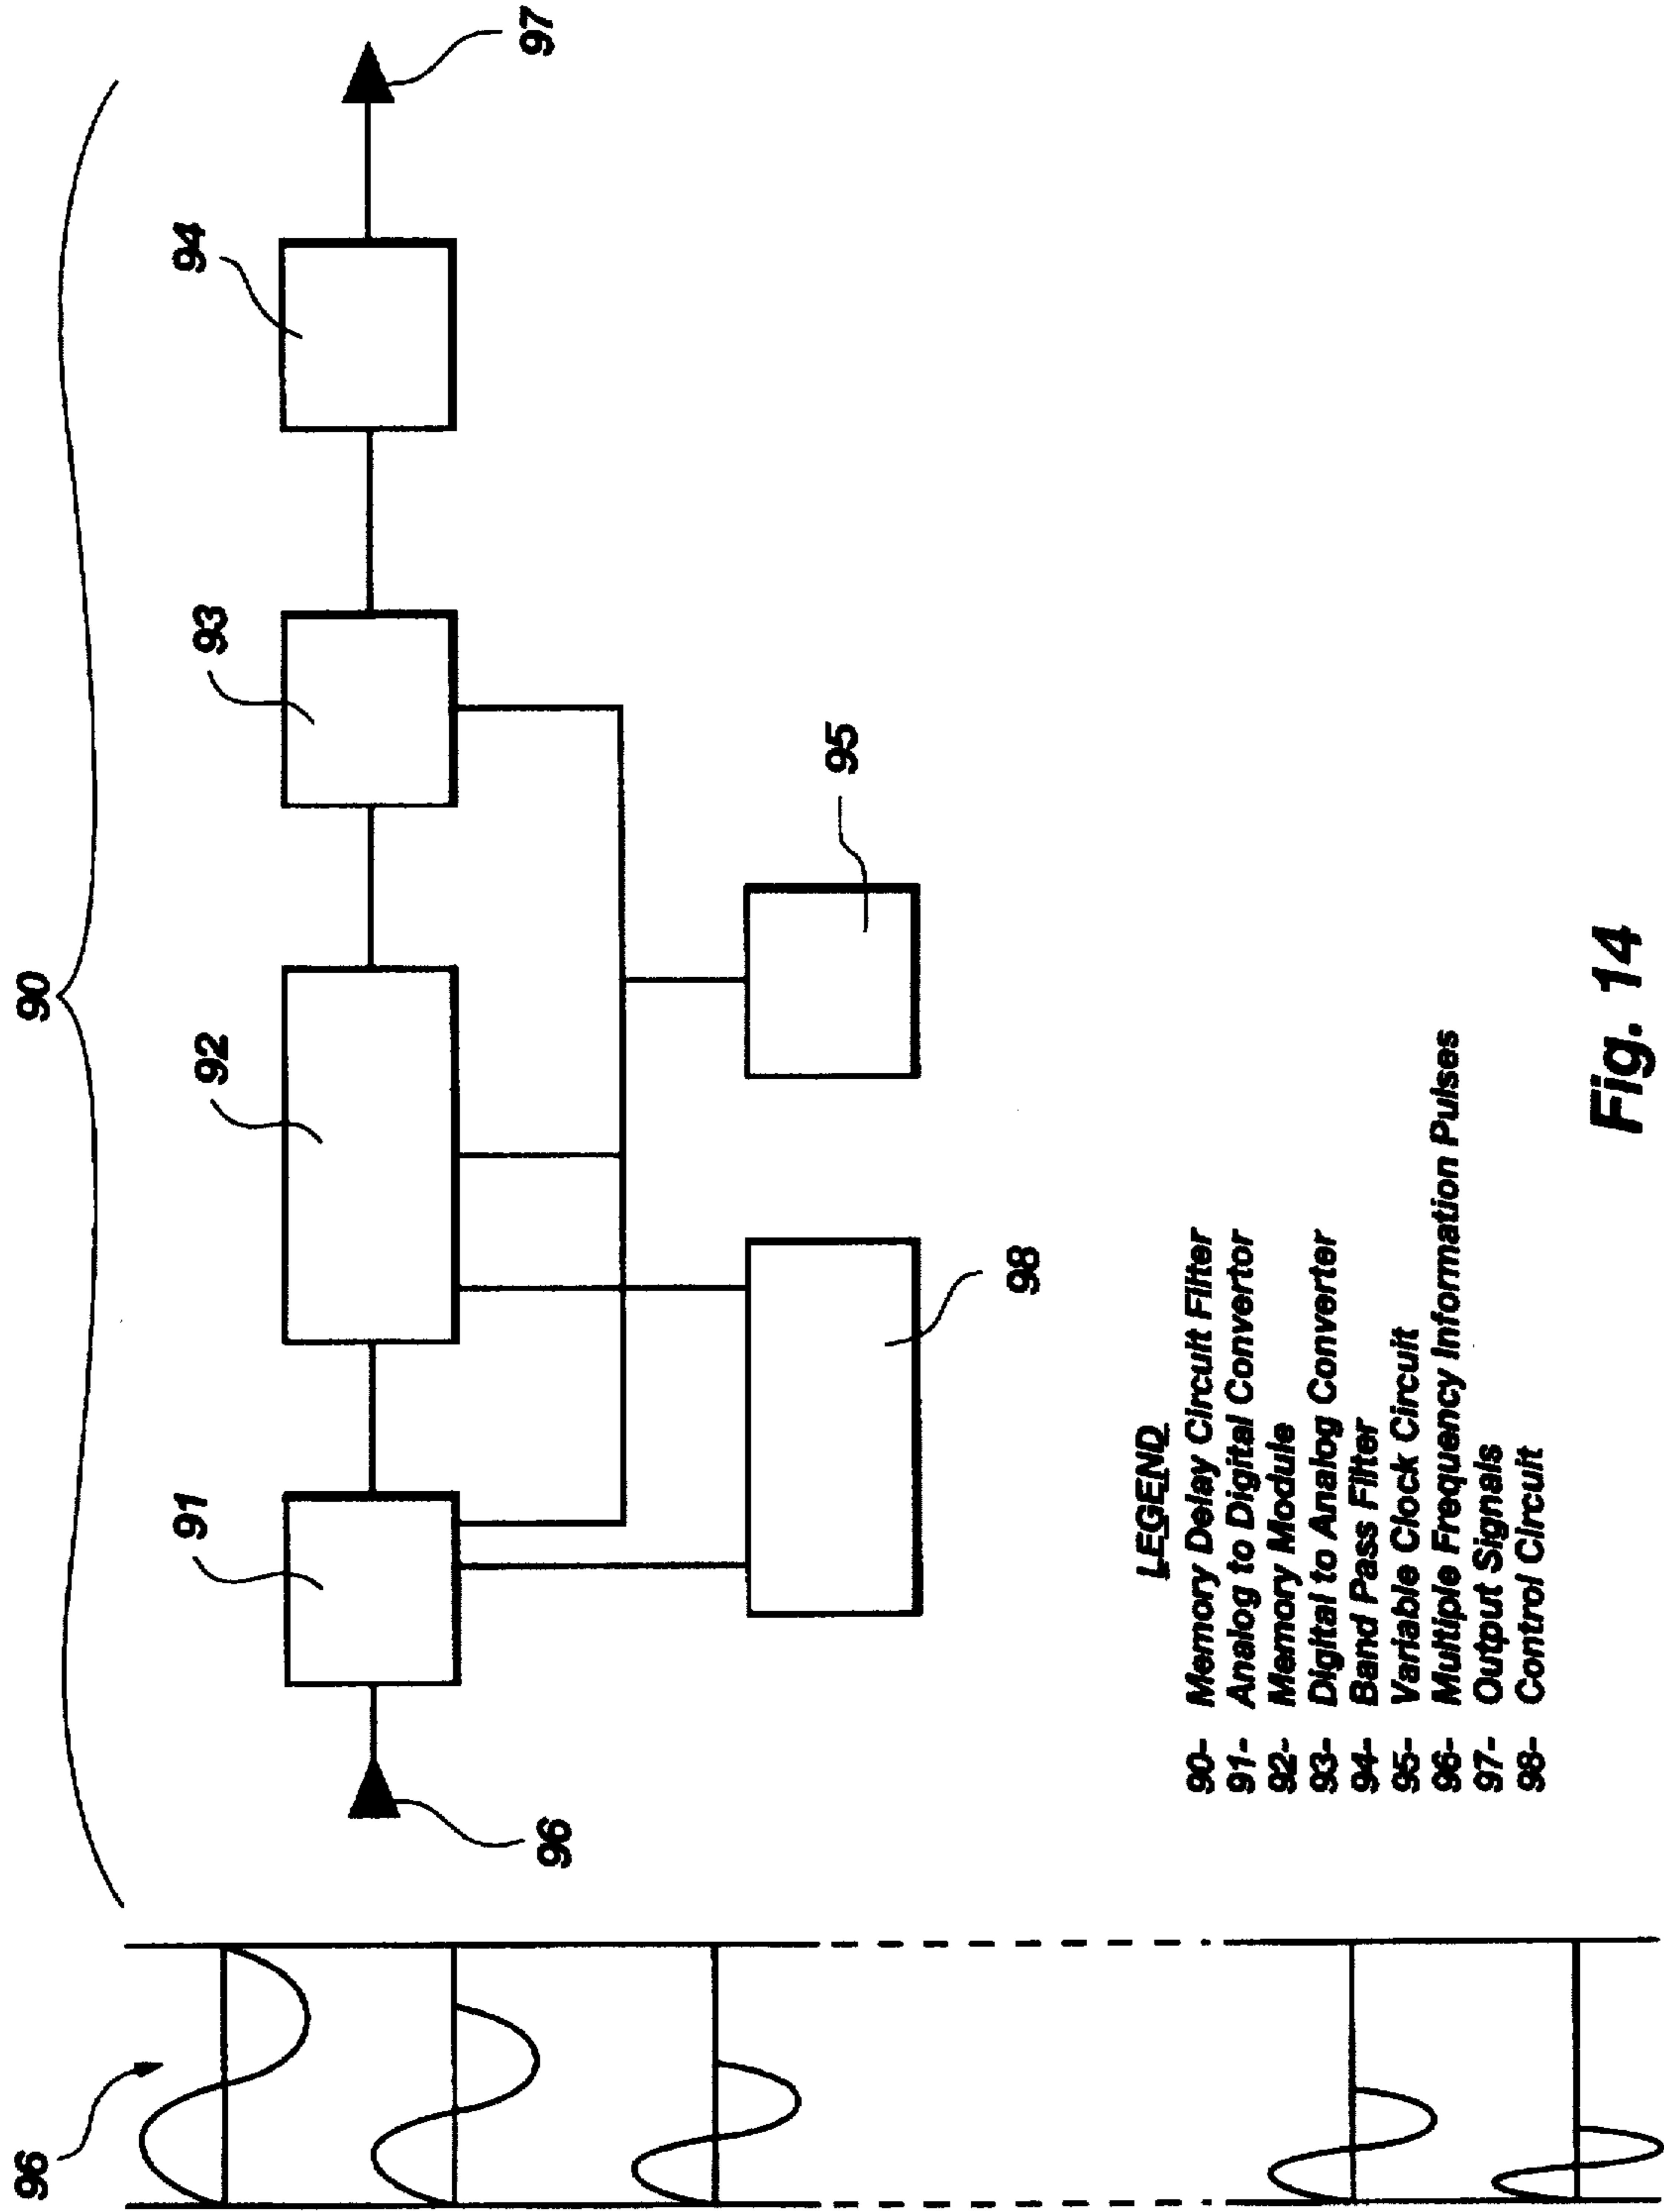 90
96
91
92
93
94
97
96
98
95
LEGEND
90- Memory Delay Circuit Filter
91- Analog to Digital Convertor
92- Memory Module
93- Digital to Analog Converter
94- Band Pass Filter
95- Variable Clock Circuit
96- Multiple Frequency Information Pulses
97- Output Signals
98- Control Circuit
Fig. 14